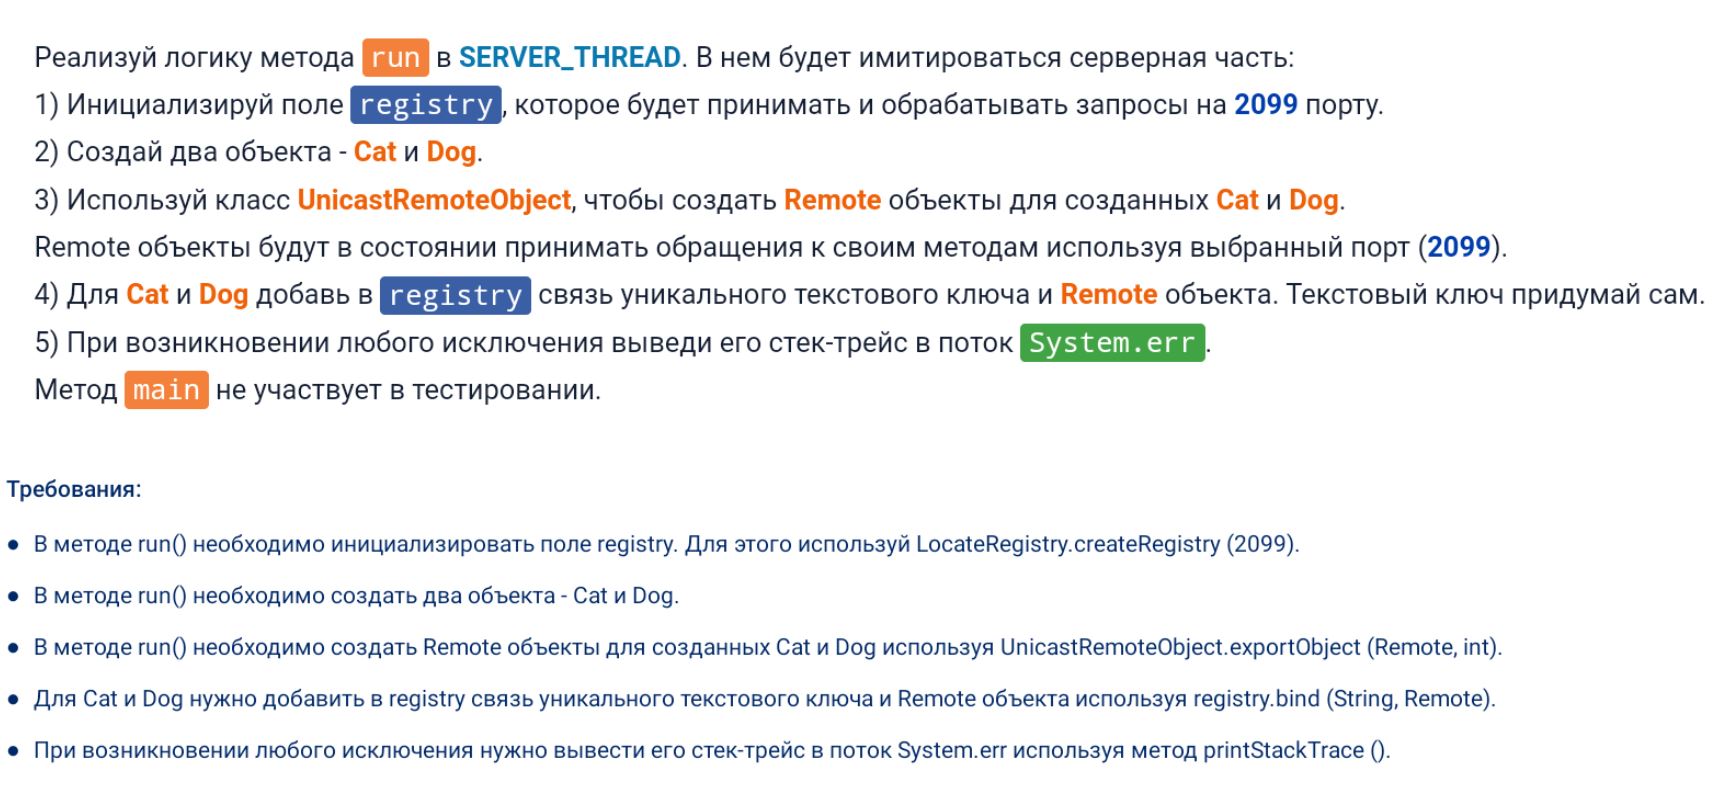 Реализуй логику метода run в SERVER_THREAD. В нем будет имитироваться серверная часть:
1) Инициализируй поле registry, которое будет принимать и обрабатывать запросы на 2099 порту.
2) Создай два объекта - Cat и Dog.
3) Используй класс UnicastRemoteObject, чтобы создать Remote объекты для созданных Cat и Dog.
Remote объекты будут в состоянии принимать обращения к своим методам используя выбранный порт (2099).
4) Для Cat и Dog добавь в registry связь уникального текстового ключа и Remote объекта. Текстовый ключ придумай сам.
5) При возникновении любого исключения выведи его стек-трейс в поток System.err.
Метод main не участвует в тестировании.
Требования:
● В методе run() необходимо инициализировать поле registry. Для этого используй LocateRegistry.createRegistry (2099).
● В методе run() необходимо создать два объекта - Cat и Dog.
● В методе run() необходимо создать Remote объекты для созданных Cat и Dog используя UnicastRemoteObject.exportObject (Remote, int).
● Для Cat и Dog нужно добавить в registry связь уникального текстового ключа и Remote объекта используя registry.bind (String, Remote).
● При возникновении любого исключения нужно вывести его стек-трейс в поток System.err используя метод printStackTrace ().